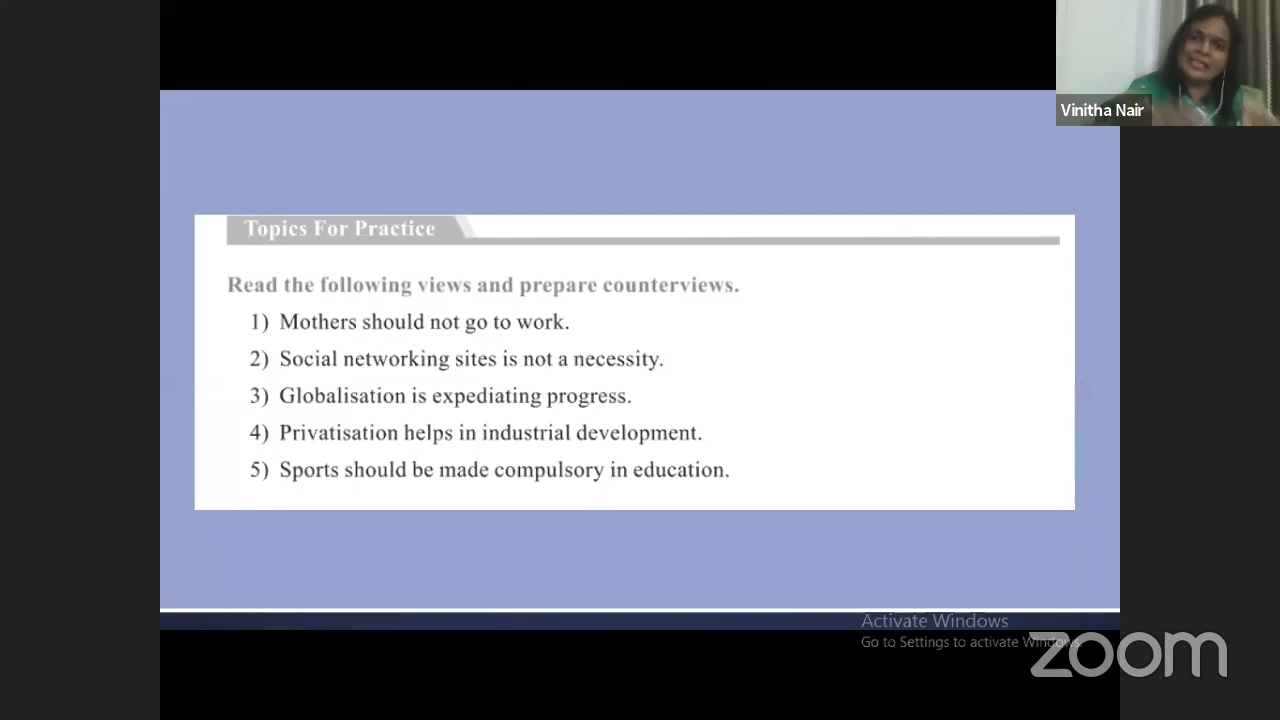 Vinitha Nair
Topics For Practice
Read the following views and prepare counterviews.
1) Mothers should not go to work.
2) Social networking sites is not a necessity.
3) Globalisation is expediating progress.
4) Privatisation helps in industrial development.
5) Sports should be made compulsory in education.
Activate Windows
Go to Settings to activate Windows.
zoom